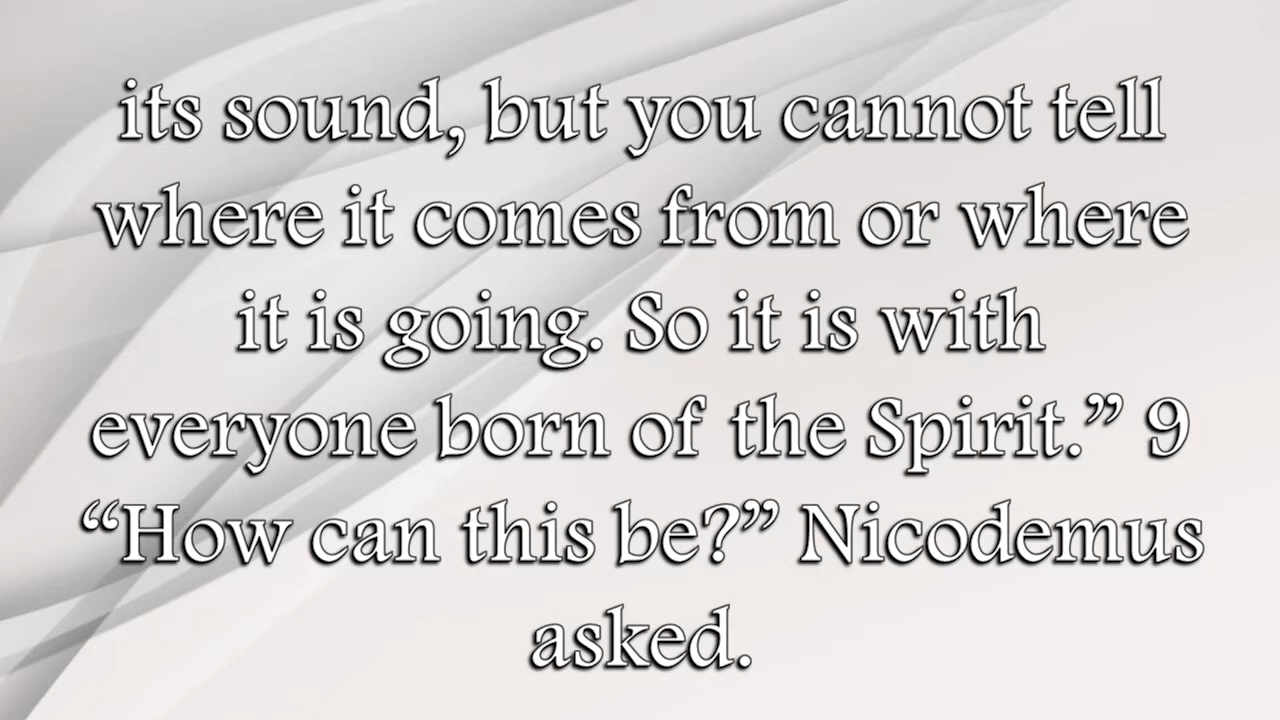 its sound, but you cannot tell
where it comes from or where
it is going. So it is with
everyone born of the Spirit.” 9
“How can this be?” Nicodemus
asked.